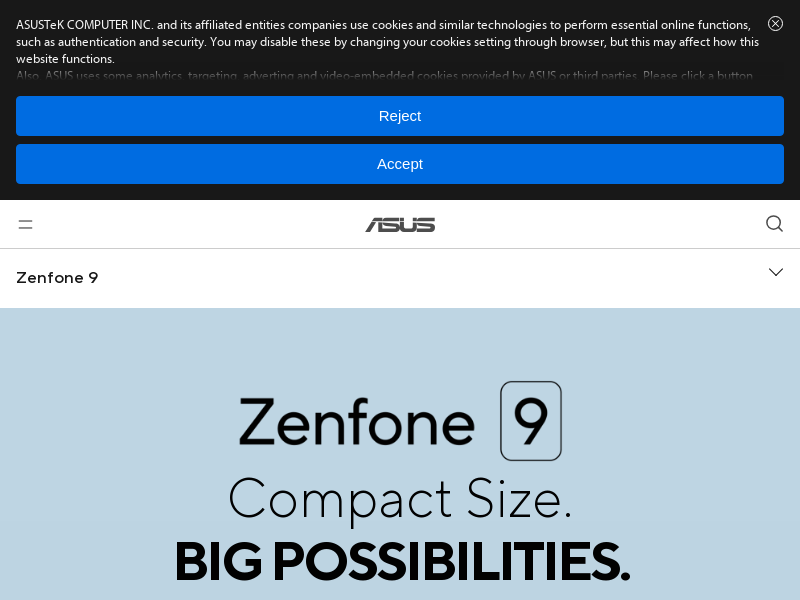 ASUSTeK COMPUTER INC. and its affiliated entities companies use cookies and similar technologies to perform essential online functions,
such as authentication and security. You may disable these by changing your cookies setting through browser, but this may affect how this
website functions.
Also, ASUS uses some analytics, targeting, adverting and video-embedded cookies provided by ASUS or third parties. Please click a button
Reject
Accept
ASUS
Zenfone 9
Zenfone 9
Compact Size.
BIG POSSIBILITIES.